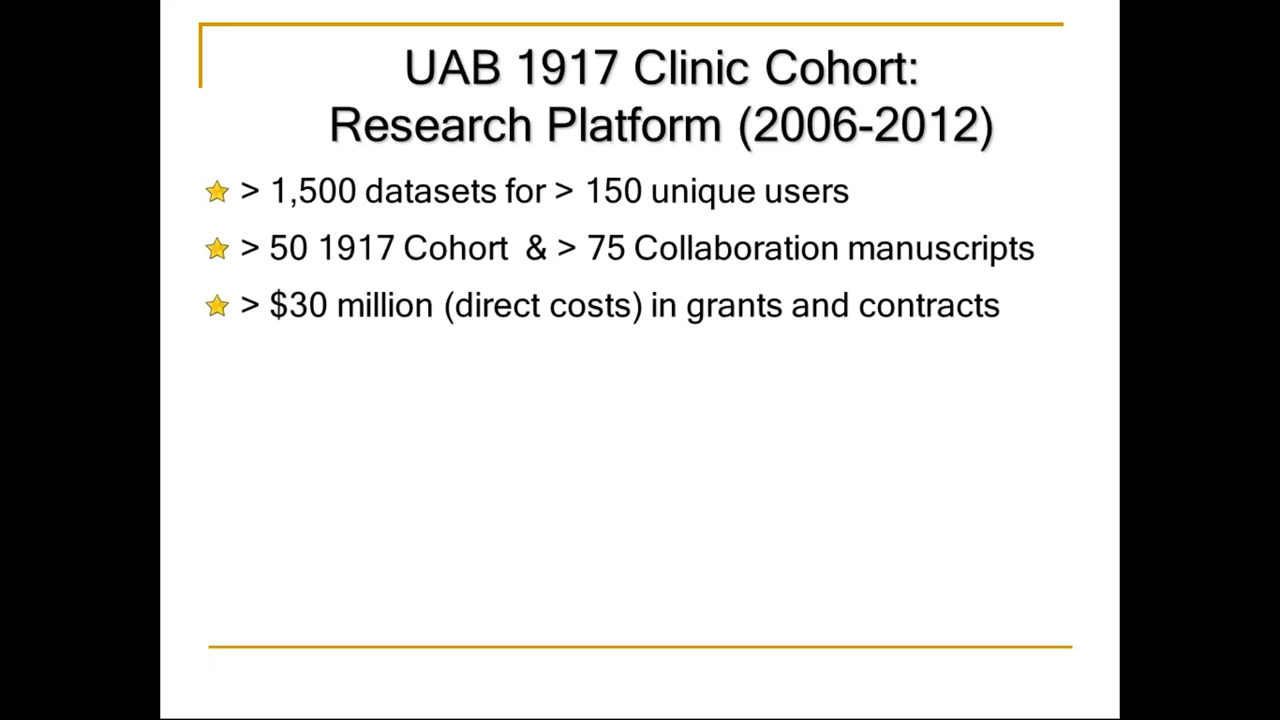 UAB 1917 Clinic Cohort:
Research Platform (2006-2012)
> 1,500 datasets for > 150 unique users
> 50 1917 Cohort & > 75 Collaboration manuscripts
> $30 million (direct costs) in grants and contracts